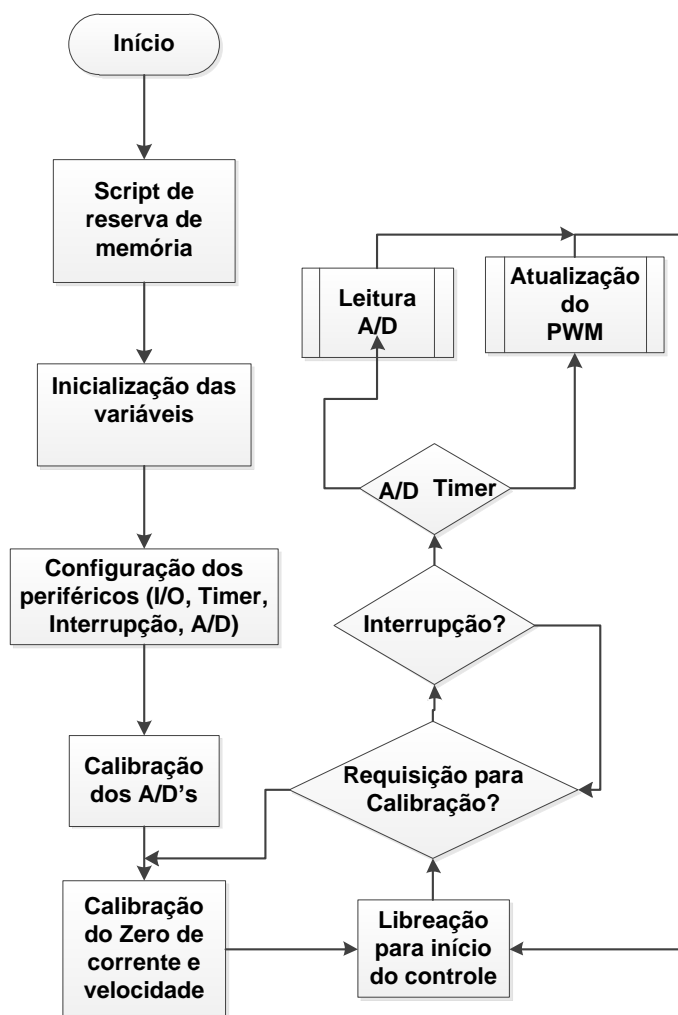 Início
Script de
reserva de
memória
Inicialização das
variáveis
Configuração dos
periféricos (I/O, Timer,
Interrupção, A/D)
Calibração
dos A/D's
Calibração
do Zero de
corrente e
velocidade
Leitura
A/D
Atualização
do
PWM
A/D Timer
Interrupção?
Requisição para
Calibração?
Libreação
para início
do controle